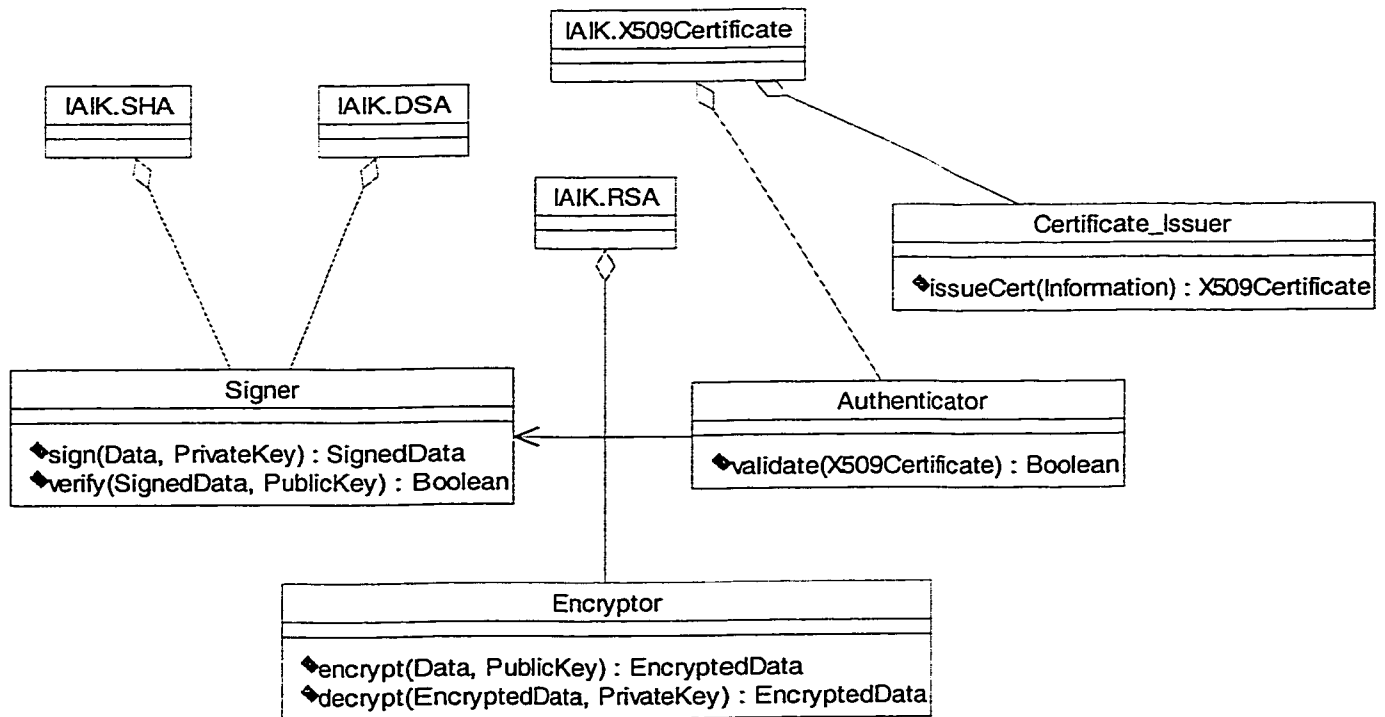 IAIK.X509Certificate
IAIK.SHA
IAIK.DSA
IAIK.RSA
Certificate_Issuer
issueCert(Information) : X509Certificate
Signer
sign(Data, PrivateKey) : SignedData
verify(SignedData, PublicKey) : Boolean
Authenticator
validate(X509Certificate) : Boolean
Encryptor
encrypt(Data, PublicKey) : EncryptedData
decrypt(EncryptedData, PrivateKey) : EncryptedData